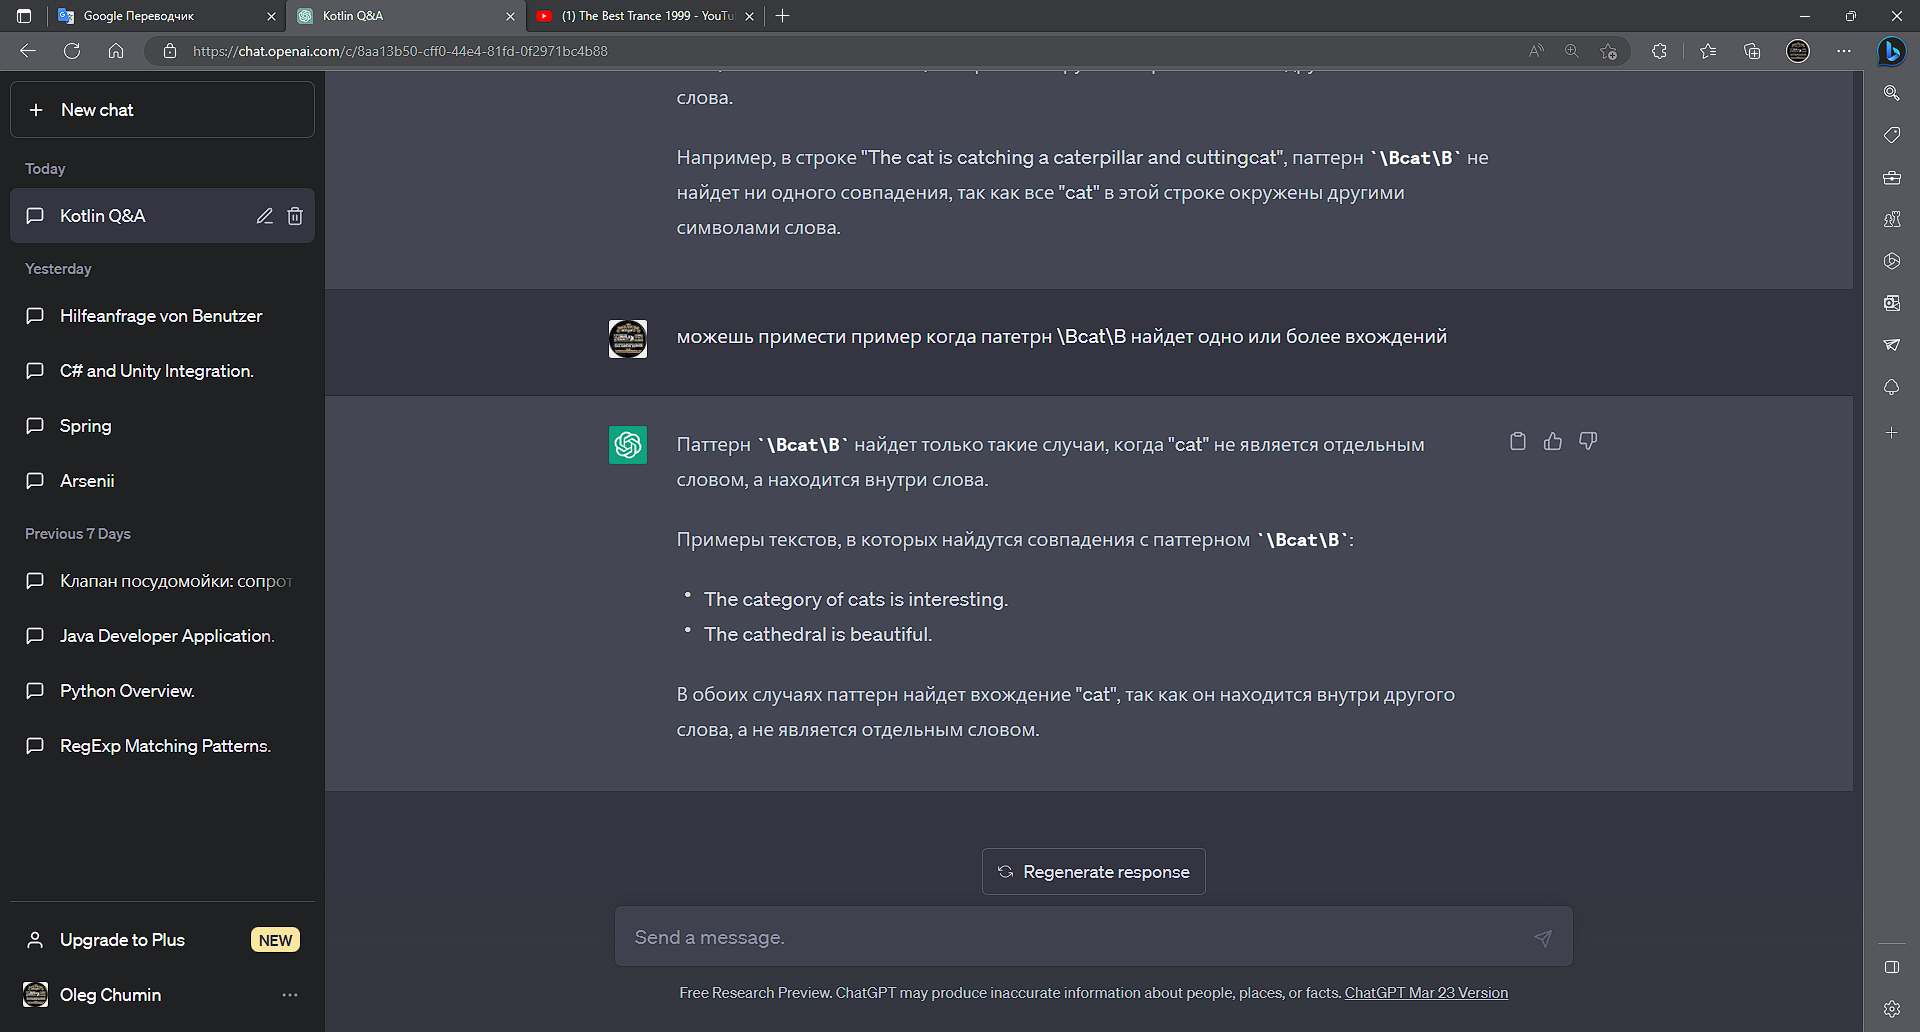 Google Переводчик
Kotlin Q&A
(1) The Best Trance 1999 - YouTu
https://chat.openai.com/c/8aa13b50-cff0-44e4-81fd-0f2971bc4b88
New chat
Today
Kotlin Q&A
Yesterday
Hilfeanfrage von Benutzer
C# and Unity Integration.
Spring
Arsenii
Previous 7 Days
Клапан посудомойки: сопрот
Java Developer Application.
Python Overview.
RegExp Matching Patterns.
Upgrade to Plus
NEW
Oleg Chumin
слова.
Например, в строке "The cat is catching a caterpillar and cuttingcat", паттерн `\Bcat\B` не
найдет ни одного совпадения, так как все "cat" в этой строке окружены другими
символами слова.
можешь примести пример когда патетрн \Bcat\B найдет одно или более вхождений
Паттерн `\Bcat\B` найдет только такие случаи, когда "cat" не является отдельным
словом, а находится внутри слова.
Примеры текстов, в которых найдутся совпадения с паттерном `\Bcat\B`:
• The category of cats is interesting.
• The cathedral is beautiful.
В обоих случаях паттерн найдет вхождение "cat", так как он находится внутри другого
слова, а не является отдельным словом.
Regenerate response
Send a message.
Free Research Preview. ChatGPT may produce inaccurate information about people, places, or facts. ChatGPT Mar 23 Version